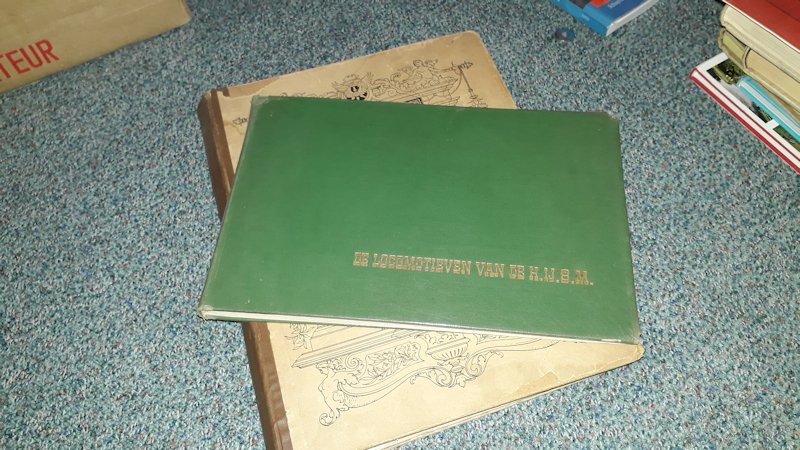 TEUR
DE LOCOMOTIEVEN VAN DE H.IJ.S.M.